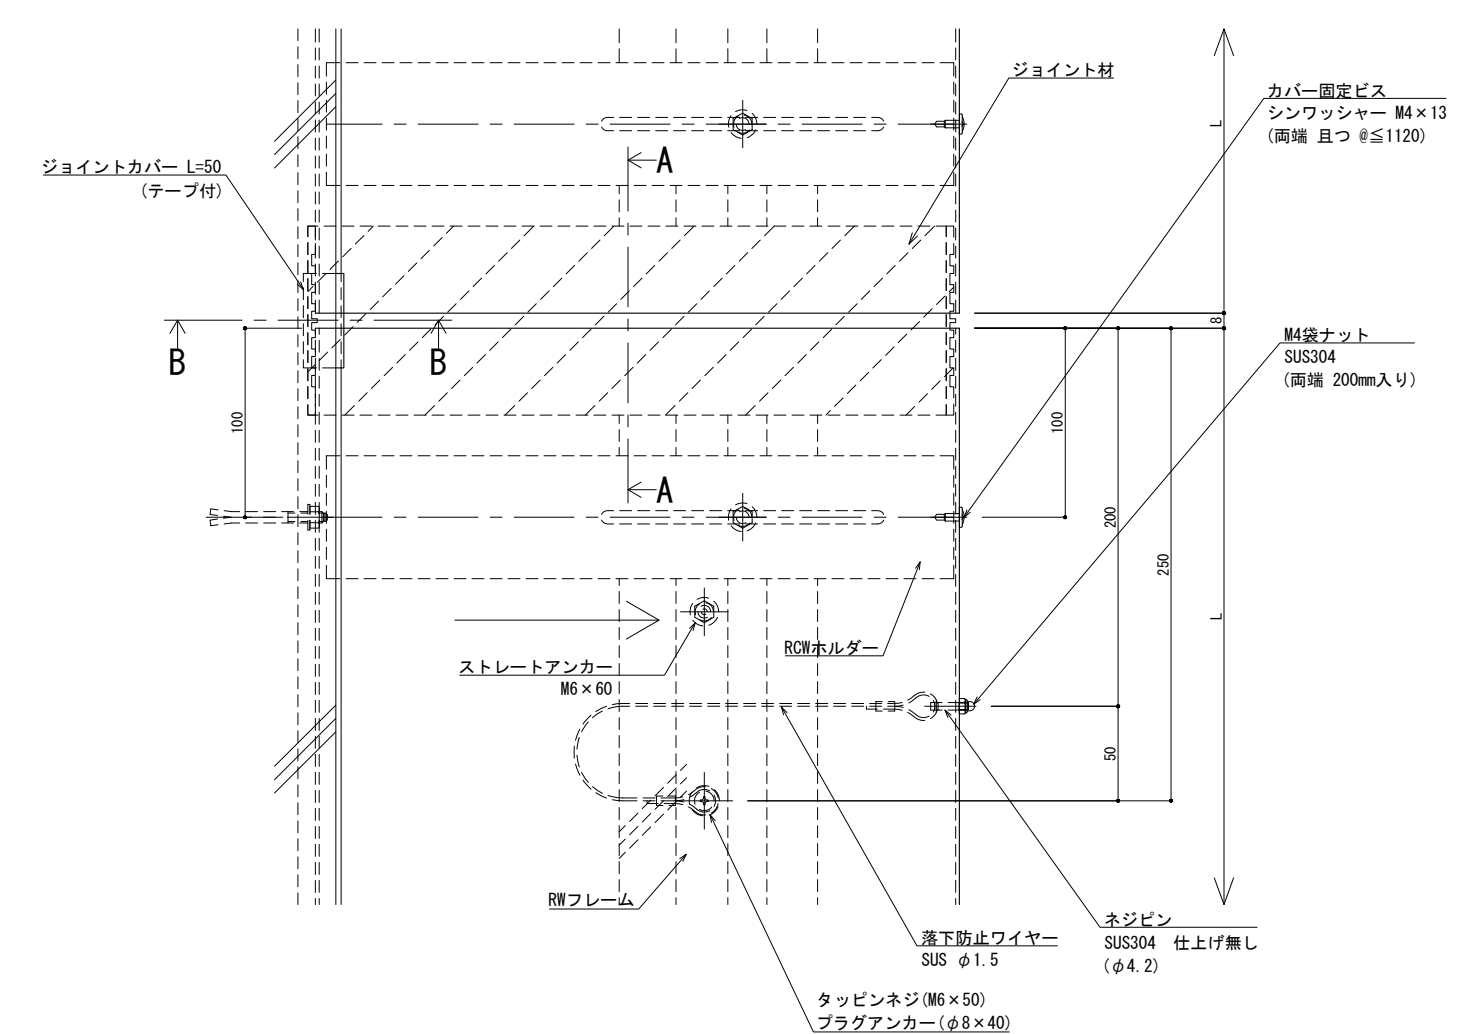 ジョイント材
カバー固定ビス
シンワッシャー M4×13
(両端 且つ @≦1120)
L
ジョイントカバー L=50
(テープ付)
A
8
B
B
M4袋ナット
SUS304
(両端 200mm入り)
100
100
A
200
250
L
RCWホルダー
ストレートアンカー
M6×60
50
RWフレーム
ネジピン
SUS304 仕上げ無し
(φ4.2)
落下防止ワイヤー
SUS φ1.5
タッピンネジ(M6×50)
プラグアンカー(φ8×40)